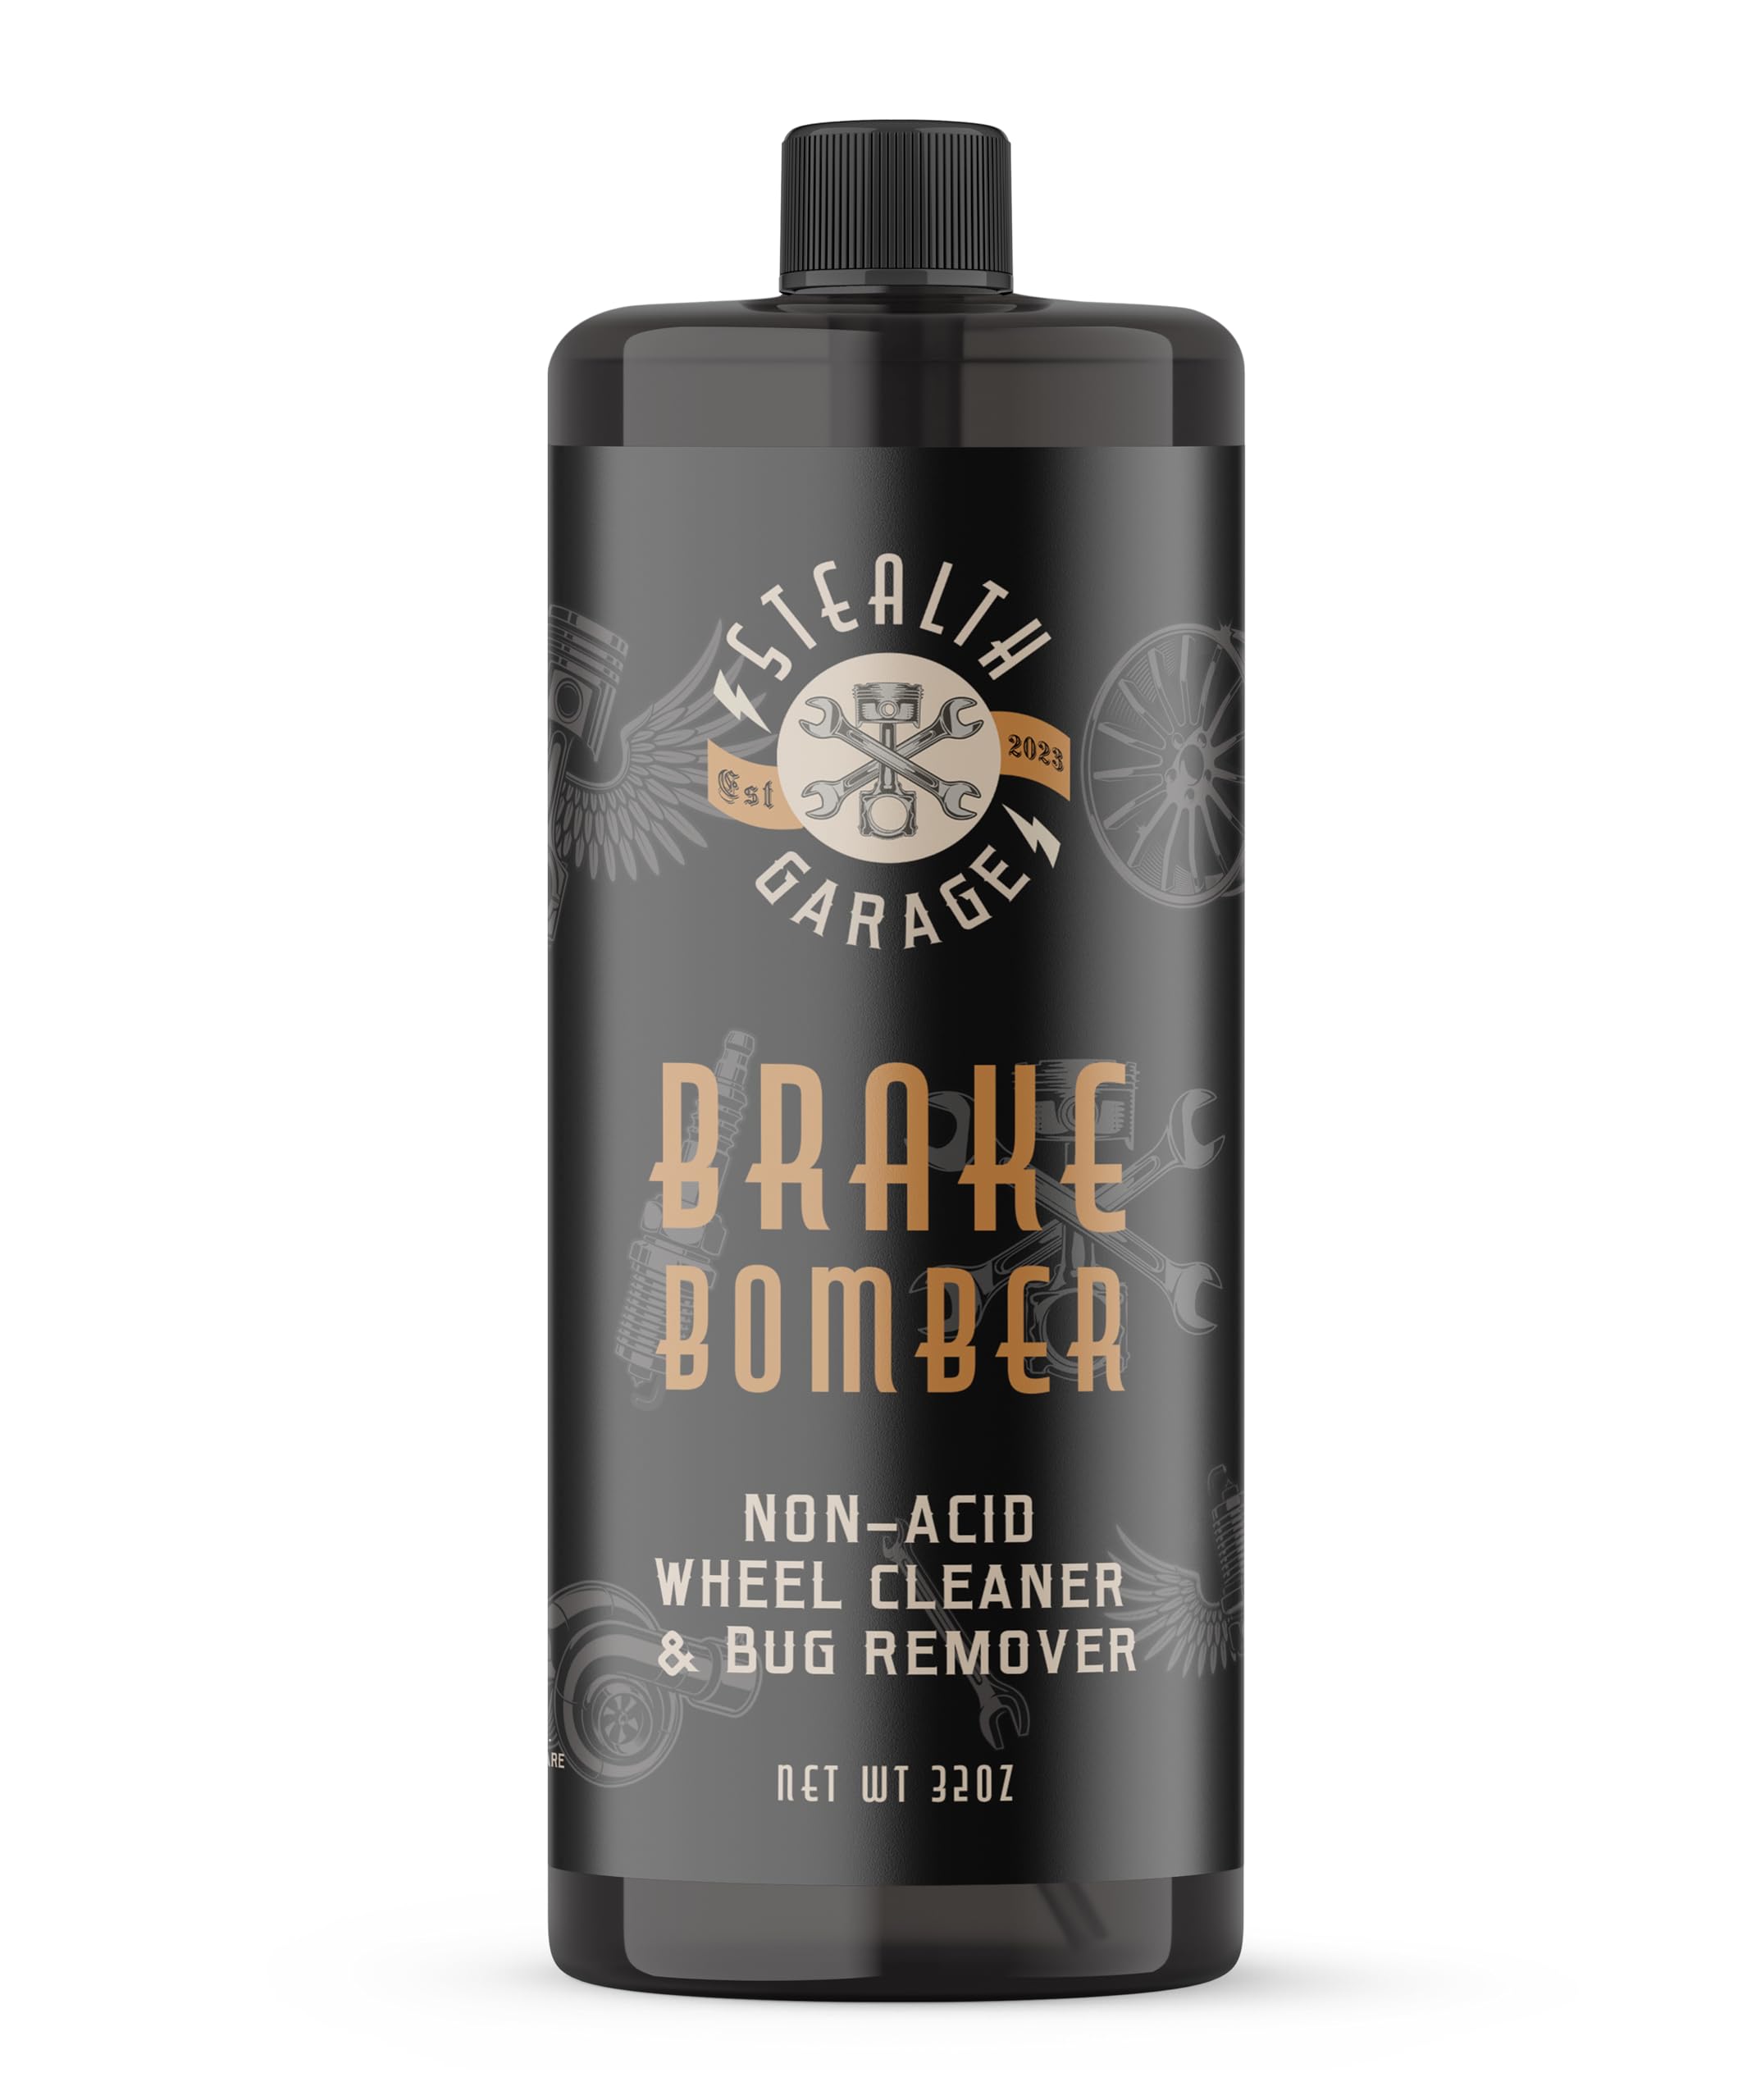 STEALTH
Est 2023
GARAGE
BRAKE
BOMBER
NON-ACID
WHEEL CLEANER
& BUG REMOVER
NET WT 32OZ